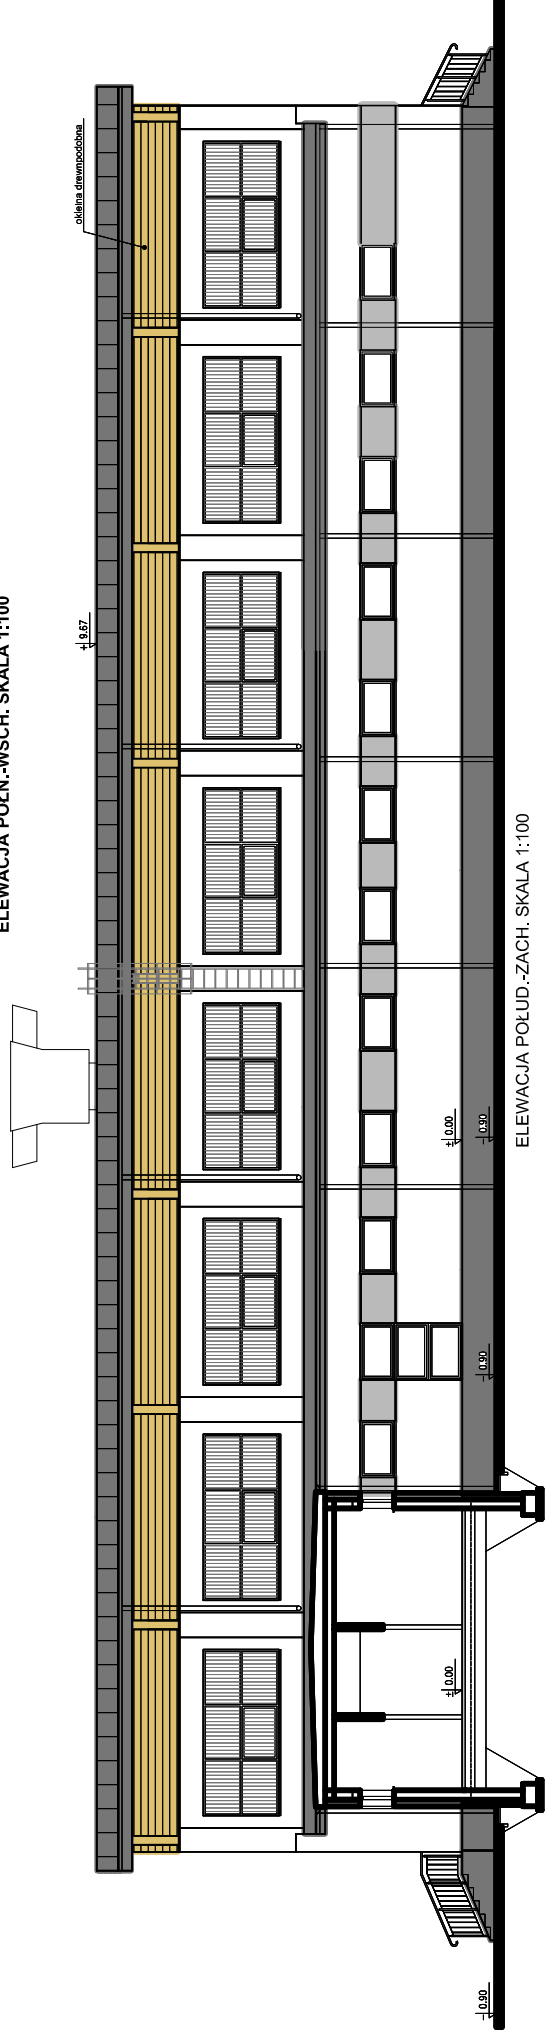 ELEWACJA PÓŁN.-WSCH. SKALA 1:100
okleina drewnopodobna
+ 9.67
± 0.00
0.90
0.90
± 0.00
0.90
ELEWACJA POŁUD.-ZACH. SKALA 1:100